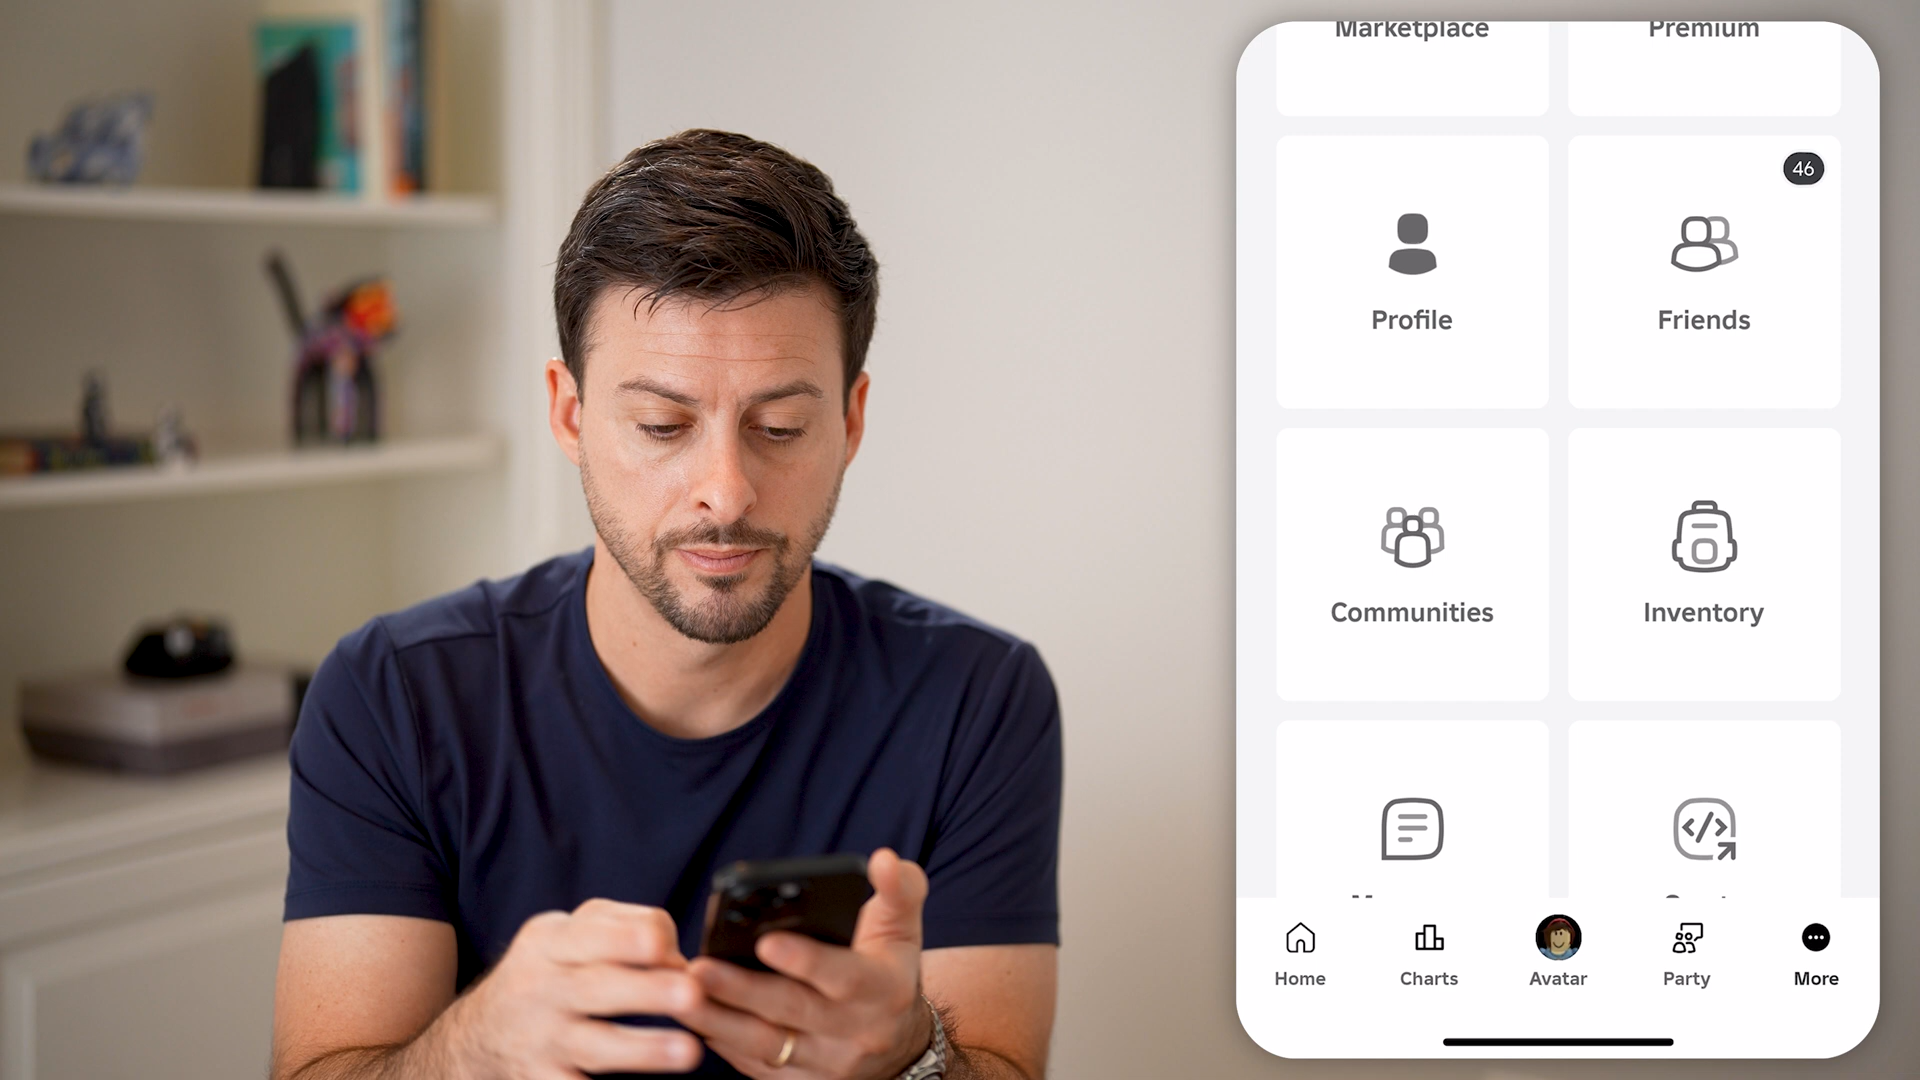 Marketplace
Premium
46
Profile
Friends
Communities
Inventory
Home
Charts
Avatar
Party
More